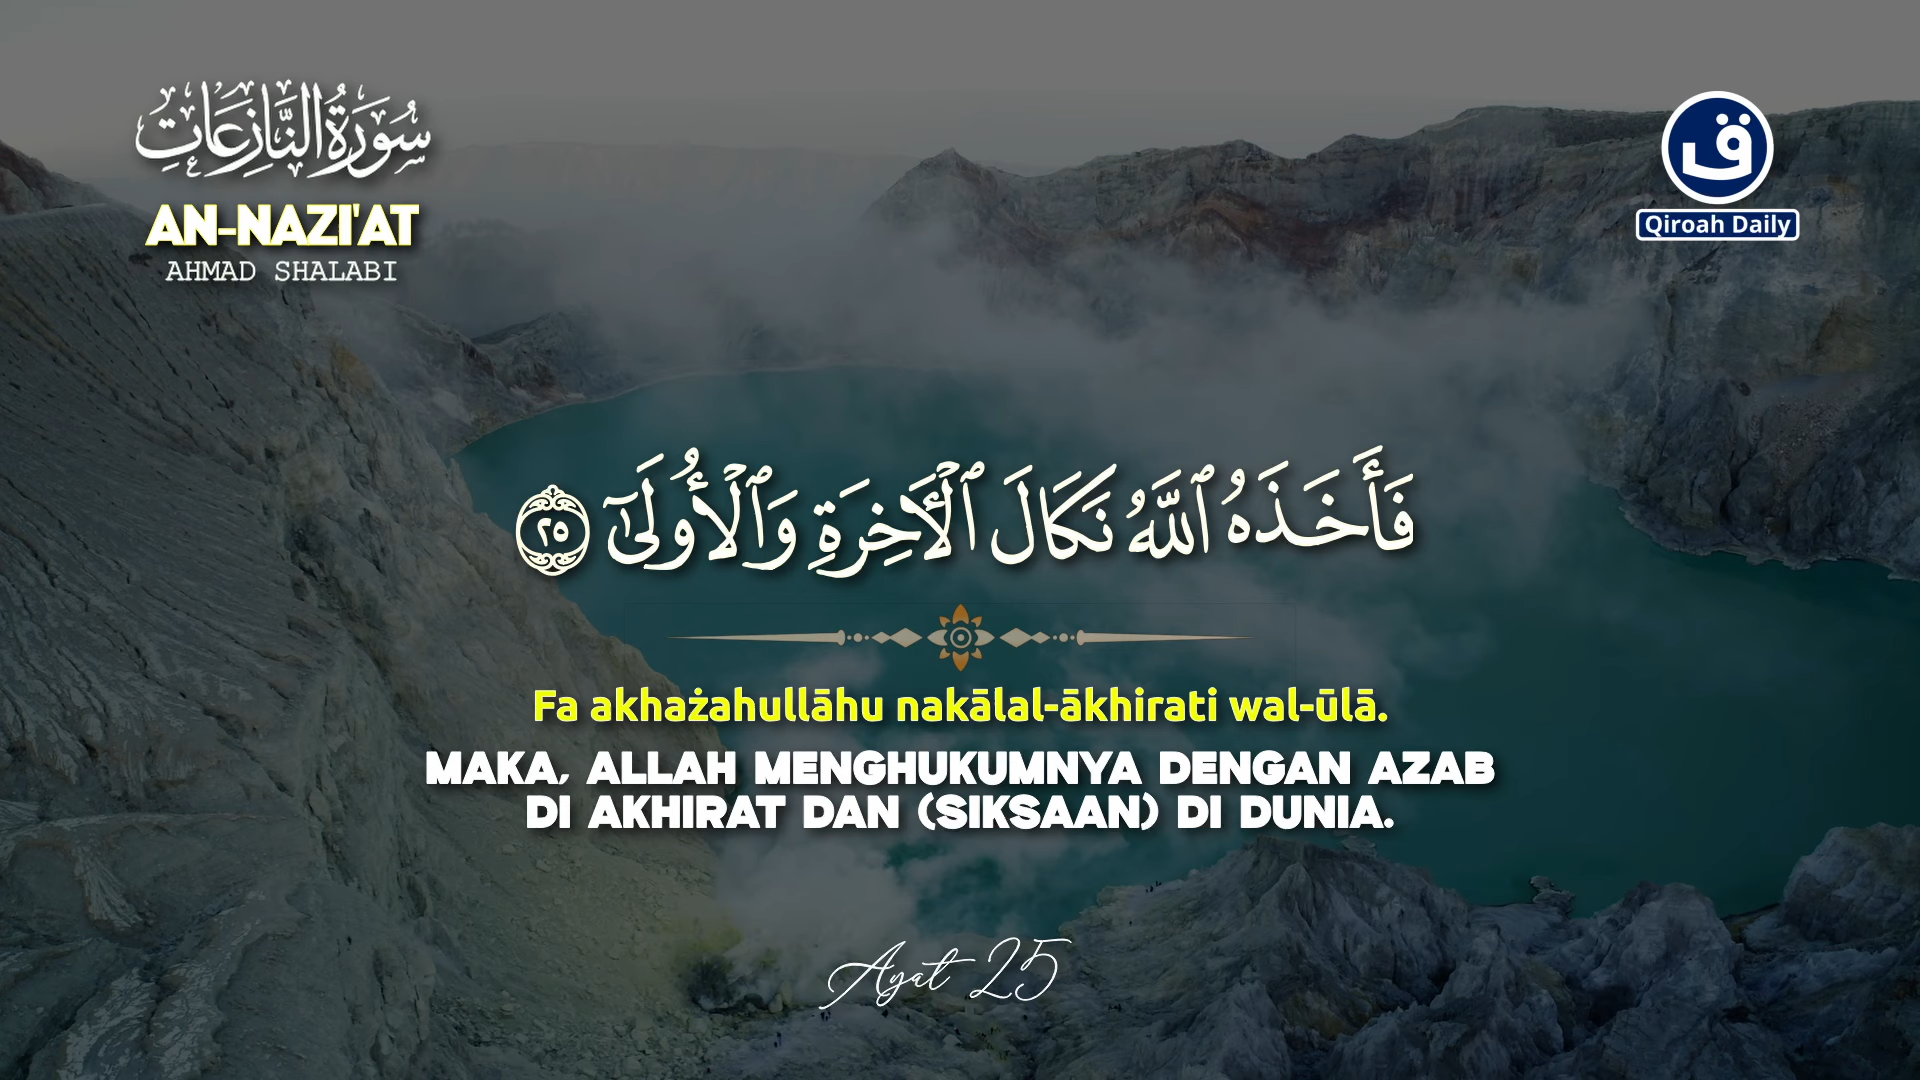 سُورَةُ النَّازِعَاتِ
AN-NAZI'AT
AHMAD SHALABI
ق
Qiroah Daily
فَأَخَذَهُ ٱللَّهُ نَكَالَ ٱلْأَخِرَةِ وَٱلْأُولَىٰٓ ٢٥
Fa akhażahullāhu nakālal-ākhirati wal-ūlā.
MAKA, ALLAH MENGHUKUMNYA DENGAN AZAB
DI AKHIRAT DAN (SIKSAAN) DI DUNIA.
Ayat 25